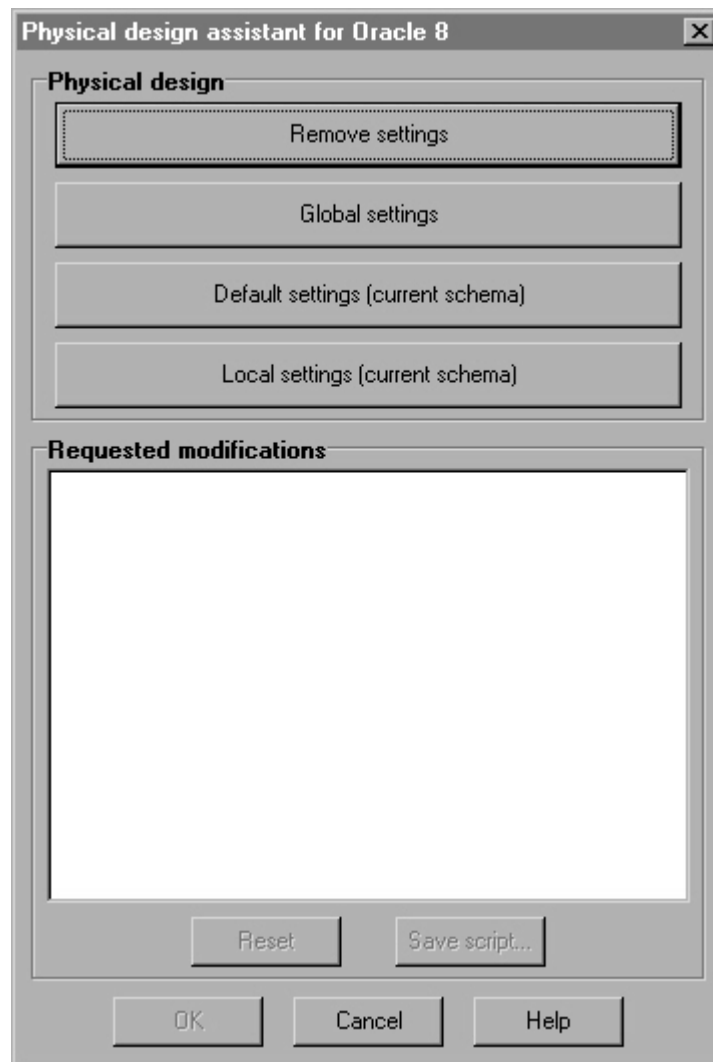 Physical design assistant for Oracle 8
Physical design
Remove settings
Global settings
Default settings (current schema)
Local settings (current schema)
Requested modifications
Reset Save script...
OK Cancel Help